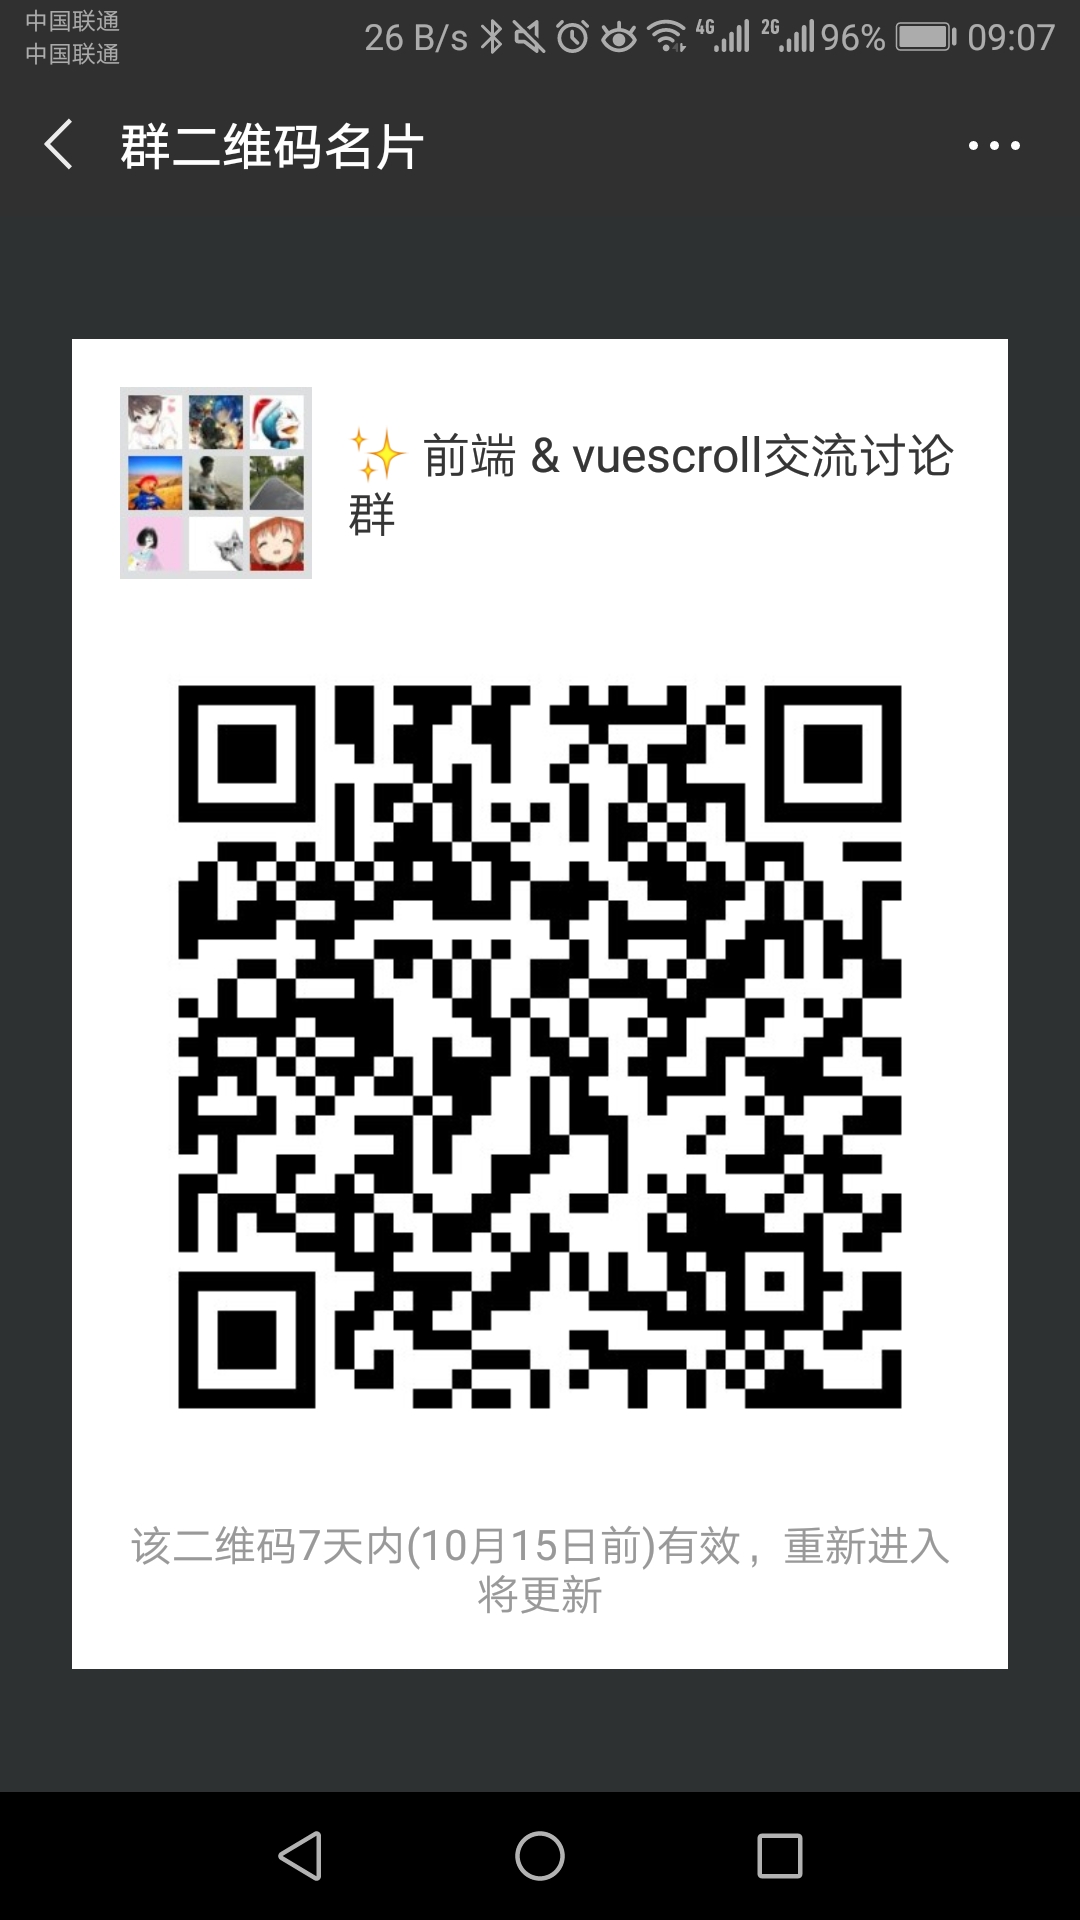 中国联通
中国联通
26 B/s 4G 2G 96% 09:07
群二维码名片
✨ 前端 & vuescroll交流讨论
群
该二维码7天内(10月15日前)有效，重新进入
将更新